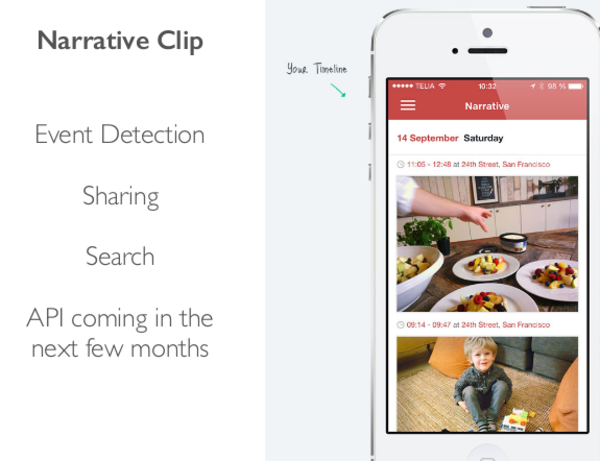 Narrative Clip
Event Detection
Sharing
Search
API coming in the
next few months
Your Timeline
TELIA 10:32 98 %
Narrative
14 September Saturday
11:05 - 12:48 at 24th Street, San Francisco
09:14 - 09:47 at 24th Street, San Francisco